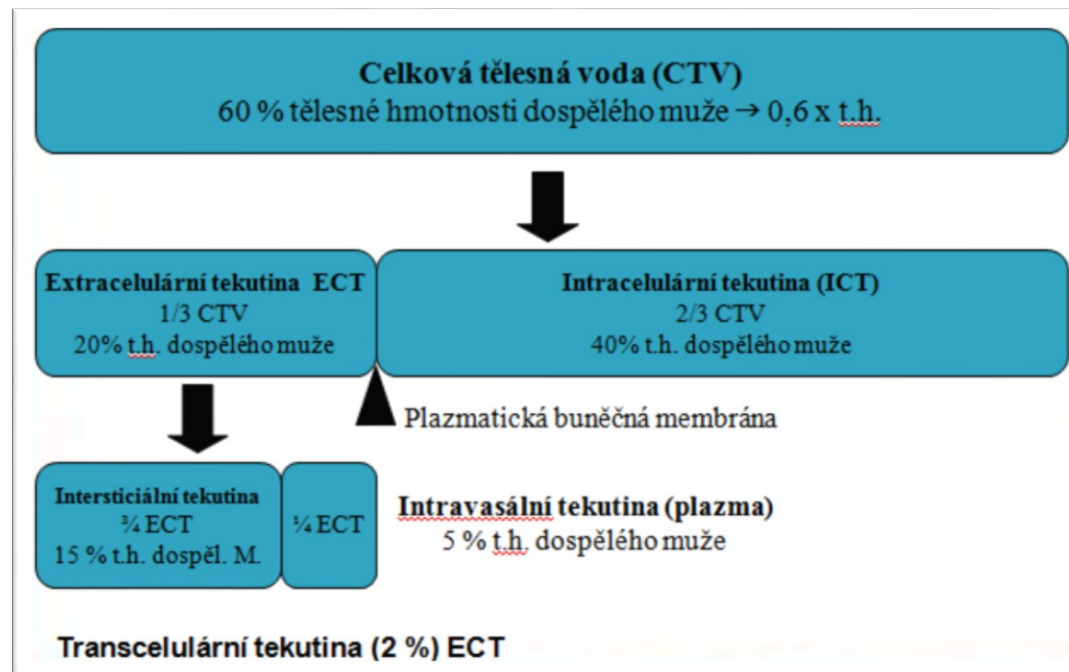 Celková tělesná voda (CTV)
60 % tělesné hmotnosti dospělého muže → 0,6 x t.h.
Extracelulární tekutina ECT
1/3 CTV
20% t.h. dospělého muže
Intracelulární tekutina (ICT)
2/3 CTV
40% t.h. dospělého muže
Plazmatická buněčná membrána
Intersticiální tekutina
¾ ECT
15 % t.h. dospěl. M.
¼ ECT
Intravasální tekutina (plazma)
5 % t.h. dospělého muže
Transcelulární tekutina (2 %) ECT